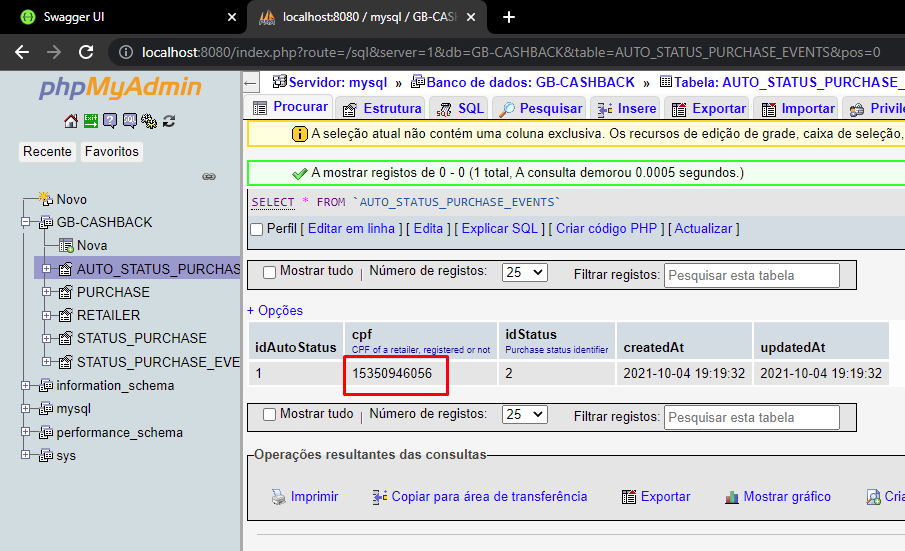 Swagger UI
localhost:8080 / mysql / GB-CASH
localhost:8080/index.php?route=/sql&server=1&db=GB-CASHBACK&table=AUTO_STATUS_PURCHASE_EVENTS&pos=0
phpMyAdmin
Recente Favoritos
Novo
GB-CASHBACK
Nova
AUTO_STATUS_PURCHAS
PURCHASE
RETAILER
STATUS_PURCHASE
STATUS_PURCHASE_EVE
information_schema
mysql
performance_schema
sys
Servidor: mysql » Banco de dados: GB-CASHBACK » Tabela: AUTO_STATUS_PURCHASE_
Procurar Estrutura SQL Pesquisar Insere Exportar Importar Privile
A seleção atual não contém uma coluna exclusiva. Os recursos de edição de grade, caixa de seleção,
A mostrar registos de 0 - 0 (1 total, A consulta demorou 0.0005 segundos.)
SELECT * FROM `AUTO_STATUS_PURCHASE_EVENTS`
Perfil [ Editar em linha ] [ Edita ] [ Explicar SQL ] [ Criar código PHP ] [ Actualizar ]
Mostrar tudo | Número de registos: 25 Filtrar registos: Pesquisar esta tabela
+ Opções
idAutoStatus cpf idStatus createdAt updatedAt
CPF of a retailer, registered or not Purchase status identifier
1 15350946056 2 2021-10-04 19:19:32 2021-10-04 19:19:32
Mostrar tudo | Número de registos: 25 Filtrar registos: Pesquisar esta tabela
Operações resultantes das consultas
Imprimir Copiar para área de transferência Exportar Mostrar gráfico Cria